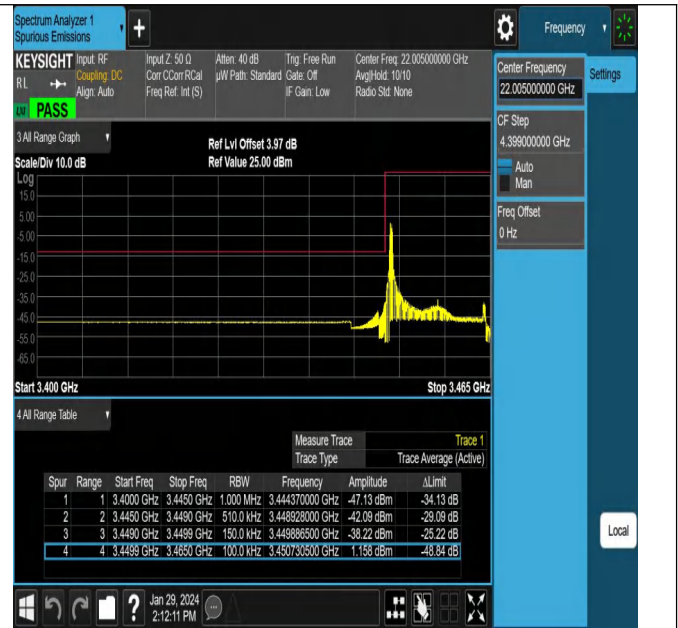 Spectrum Analyzer 1
Spurious Emissions
+
Frequency
KEYSIGHT Input: RF Input Z: 50 Ω Atten: 40 dB Trig: Free Run Center Freq: 22.005000000 GHz
RL Coupling: DC Corr CCorr RCal µW Path: Standard Gate: Off Avg|Hold: 10/10
Align: Auto Freq Ref: Int (S) IF Gain: Low Radio Std: None
PASS
Center Frequency
22.005000000 GHz
Settings
CF Step
4.399000000 GHz
Auto
Man
Freq Offset
0 Hz
3 All Range Graph
Ref Lvl Offset 3.97 dB
Scale/Div 10.0 dB Ref Value 25.00 dBm
Log
15.0
5.00
-5.00
-15.0
-25.0
-35.0
-45.0
-55.0
-65.0
Start 3.400 GHz Stop 3.465 GHz
4 All Range Table
Measure Trace Trace 1
Trace Type Trace Average (Active)
Spur Range Start Freq Stop Freq RBW Frequency Amplitude ΔLimit
1 1 3.4000 GHz 3.4450 GHz 1.000 MHz 3.444370000 GHz -47.13 dBm -34.13 dB
2 2 3.4450 GHz 3.4490 GHz 510.0 kHz 3.448928000 GHz -42.09 dBm -29.09 dB
3 3 3.4490 GHz 3.4499 GHz 150.0 kHz 3.449886500 GHz -38.22 dBm -25.22 dB
4 4 3.4499 GHz 3.4650 GHz 100.0 kHz 3.450730500 GHz 1.158 dBm -48.84 dB
Local
?
Jan 29, 2024
2:12:11 PM